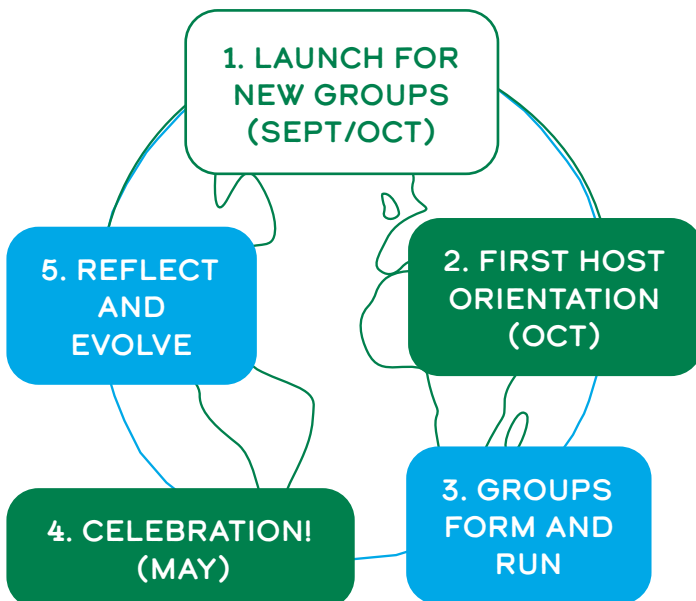 1. LAUNCH FOR
NEW GROUPS
(SEPT/OCT)
2. FIRST HOST
ORIENTATION
(OCT)
3. GROUPS
FORM AND
RUN
4. CELEBRATION!
(MAY)
5. REFLECT
AND
EVOLVE